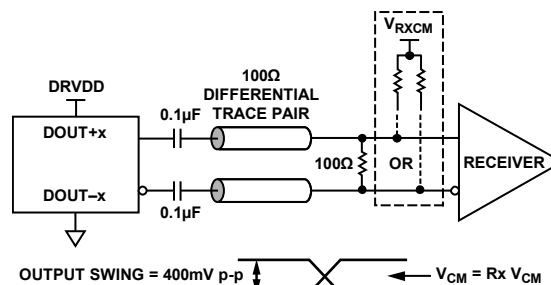 V_RXCM
DRVDD
100Ω
DIFFERENTIAL
TRACE PAIR
0.1µF
DOUT+x
100Ω
OR
RECEIVER
DOUT–x
0.1µF
OUTPUT SWING = 400mV p-p
V_CM = Rx V_CM